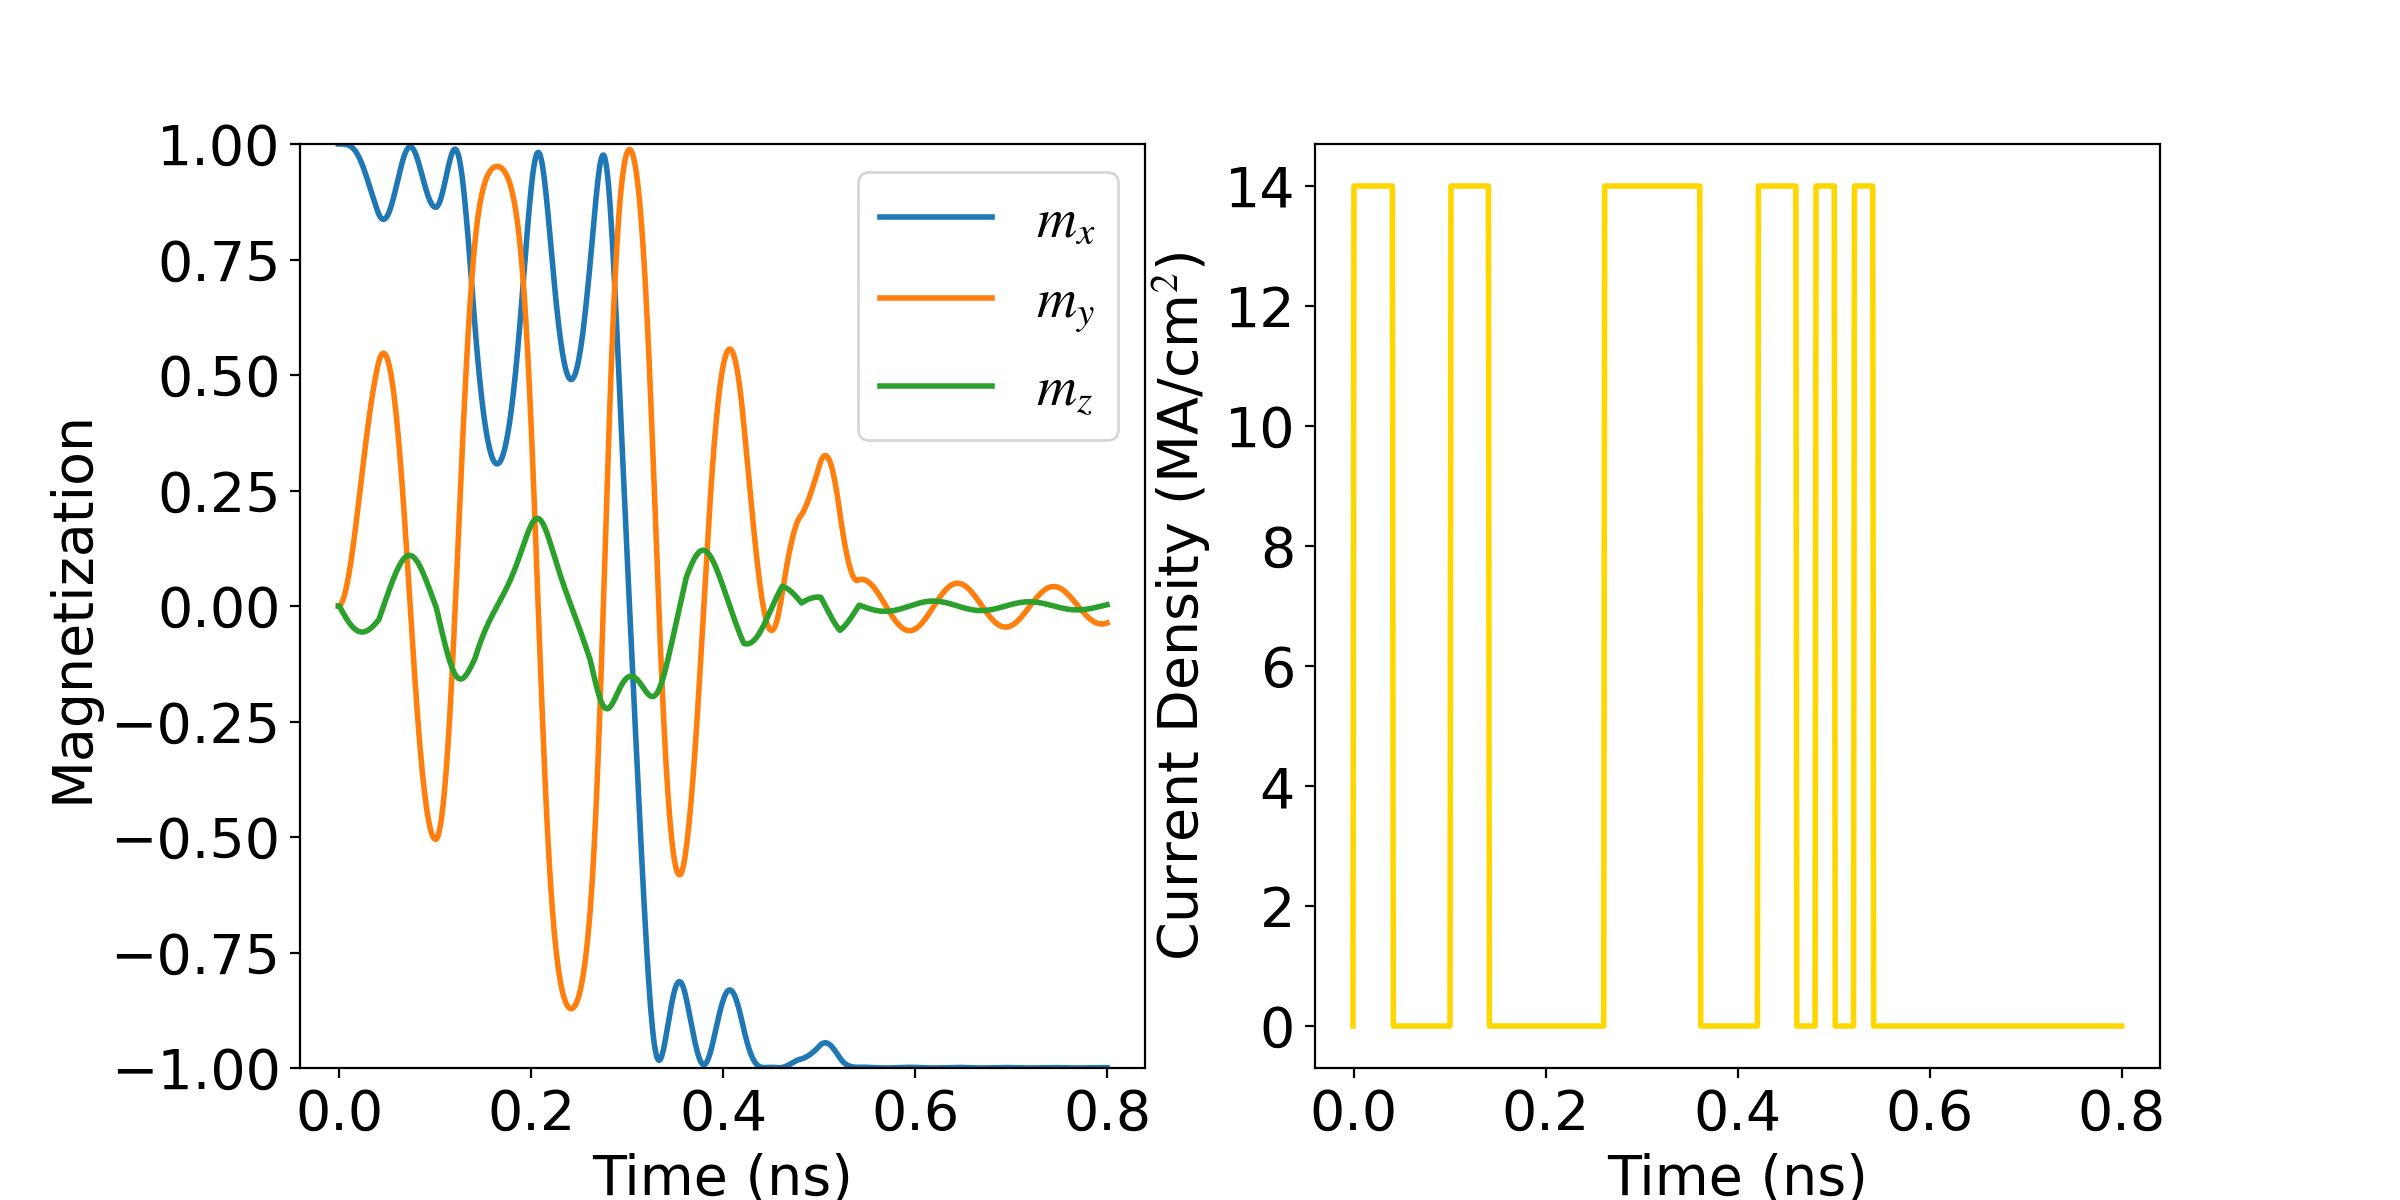 1.00
0.75
0.50
0.25
0.00
−0.25
−0.50
−0.75
−1.00
Magnetization
0.0 0.2 0.4 0.6 0.8
Time (ns)
m_x
m_y
m_z
14
12
10
8
6
4
2
0
Current Density (MA/cm²)
0.0 0.2 0.4 0.6 0.8
Time (ns)